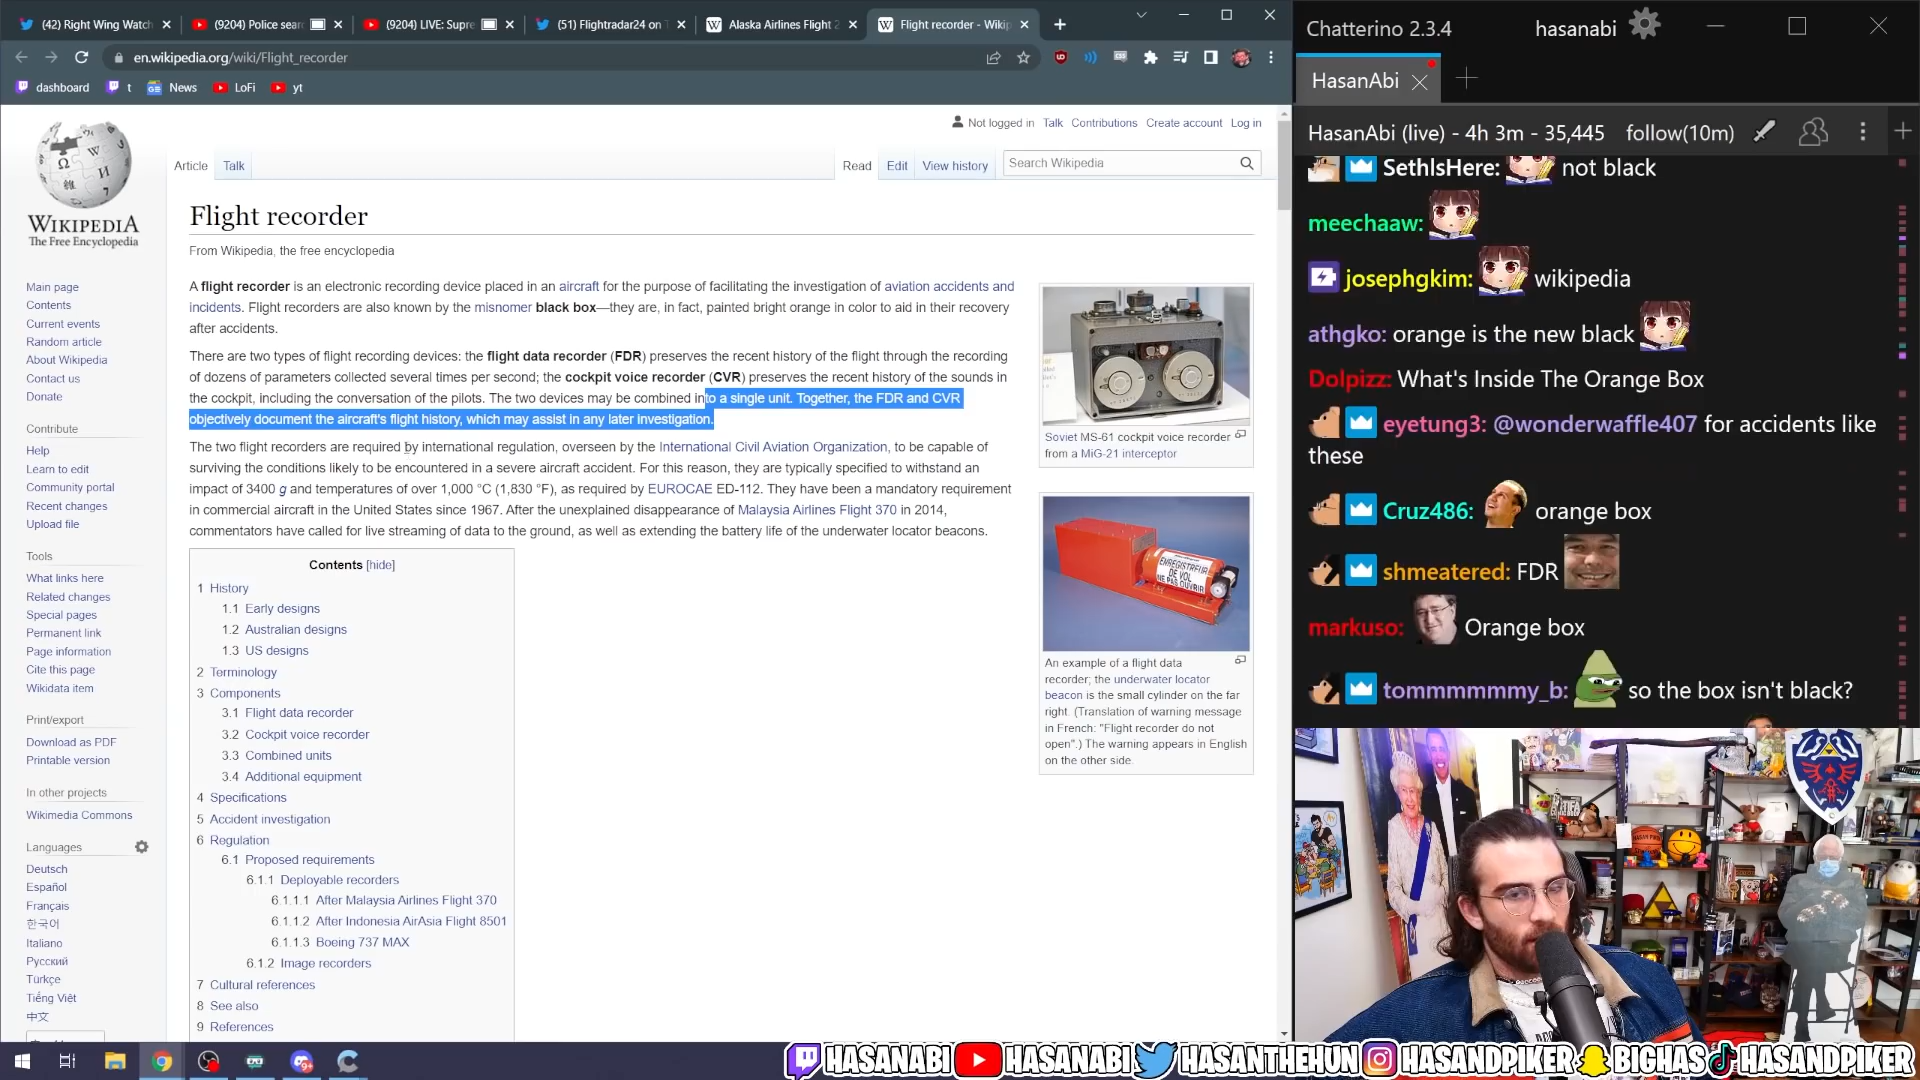 (42) Right Wing Watch
(9204) Police sear
(9204) LIVE: Supre
(51) Flightradar24 on T
Alaska Airlines Flight 2
Flight recorder - Wikip
en.wikipedia.org/wiki/Flight_recorder
dashboard
t
News
LoFi
yt
Not logged in Talk Contributions Create account Log in
Article Talk
Read Edit View history
Search Wikipedia
WIKIPEDIA
The Free Encyclopedia
Main page
Contents
Current events
Random article
About Wikipedia
Contact us
Donate
Contribute
Help
Learn to edit
Community portal
Recent changes
Upload file
Tools
What links here
Related changes
Special pages
Permanent link
Page information
Cite this page
Wikidata item
Print/export
Download as PDF
Printable version
In other projects
Wikimedia Commons
Languages
Deutsch
Español
Français
한국어
Italiano
Русский
Türkçe
Tiếng Việt
中文
Flight recorder
From Wikipedia, the free encyclopedia
A flight recorder is an electronic recording device placed in an aircraft for the purpose of facilitating the investigation of aviation accidents and
incidents. Flight recorders are also known by the misnomer black box—they are, in fact, painted bright orange in color to aid in their recovery
after accidents.
There are two types of flight recording devices: the flight data recorder (FDR) preserves the recent history of the flight through the recording
of dozens of parameters collected several times per second; the cockpit voice recorder (CVR) preserves the recent history of the sounds in
the cockpit, including the conversation of the pilots. The two devices may be combined into a single unit. Together, the FDR and CVR
objectively document the aircraft's flight history, which may assist in any later investigation.
The two flight recorders are required by international regulation, overseen by the International Civil Aviation Organization, to be capable of
surviving the conditions likely to be encountered in a severe aircraft accident. For this reason, they are typically specified to withstand an
impact of 3400 g and temperatures of over 1,000 °C (1,830 °F), as required by EUROCAE ED-112. They have been a mandatory requirement
in commercial aircraft in the United States since 1967. After the unexplained disappearance of Malaysia Airlines Flight 370 in 2014,
commentators have called for live streaming of data to the ground, as well as extending the battery life of the underwater locator beacons.
Contents [hide]
1 History
1.1 Early designs
1.2 Australian designs
1.3 US designs
2 Terminology
3 Components
3.1 Flight data recorder
3.2 Cockpit voice recorder
3.3 Combined units
3.4 Additional equipment
4 Specifications
5 Accident investigation
6 Regulation
6.1 Proposed requirements
6.1.1 Deployable recorders
6.1.1.1 After Malaysia Airlines Flight 370
6.1.1.2 After Indonesia AirAsia Flight 8501
6.1.1.3 Boeing 737 MAX
6.1.2 Image recorders
7 Cultural references
8 See also
9 References
Soviet MS-61 cockpit voice recorder
from a MiG-21 interceptor
ENREGISTREUR
DE VOL
NE PAS OUVRIR
An example of a flight data
recorder; the underwater locator
beacon is the small cylinder on the far
right. (Translation of warning message
in French: "Flight recorder do not
open".) The warning appears in English
on the other side.
Chatterino 2.3.4
hasanabi
HasanAbi
HasanAbi (live) - 4h 3m - 35,445 follow(10m)
SethIsHere: not black
meechaaw:
josephgkim: wikipedia
athgko: orange is the new black
Dolpizz: What's Inside The Orange Box
eyetung3: @wonderwaffle407 for accidents like
these
Cruz486: orange box
shmeatered: FDR
markuso: Orange box
tommmmmmy_b: so the box isn't black?
HASANABI
HASANABI
HASANTHEHUN
HASANDPIKER
BIGHAS
HASANDPIKER